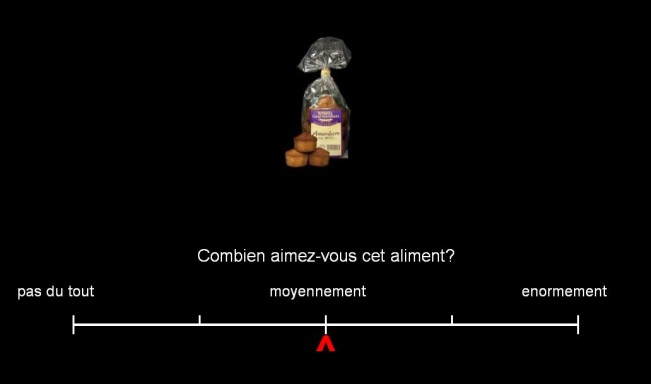 Combien aimez-vous cet aliment?
pas du tout
moyennement
enormement